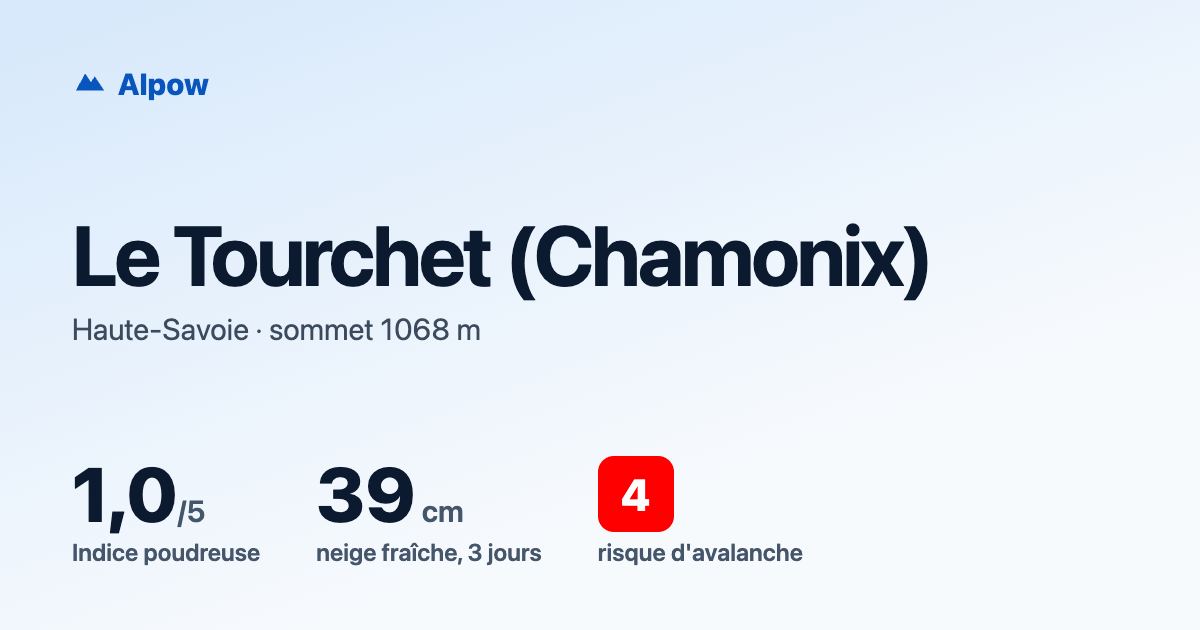 Alpow
Le Tourchet (Chamonix)
Haute-Savoie · sommet 1068 m
1,0/5 39 cm 4
Indice poudreuse neige fraîche, 3 jours risque d'avalanche